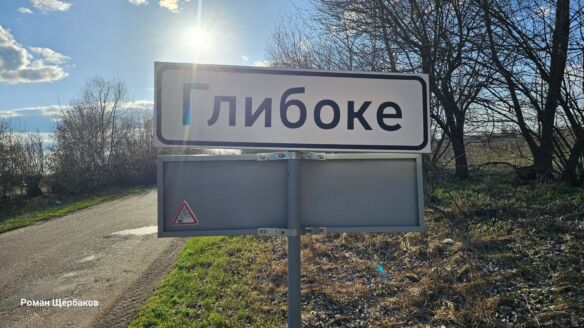 Глибоке
Роман Щербаков